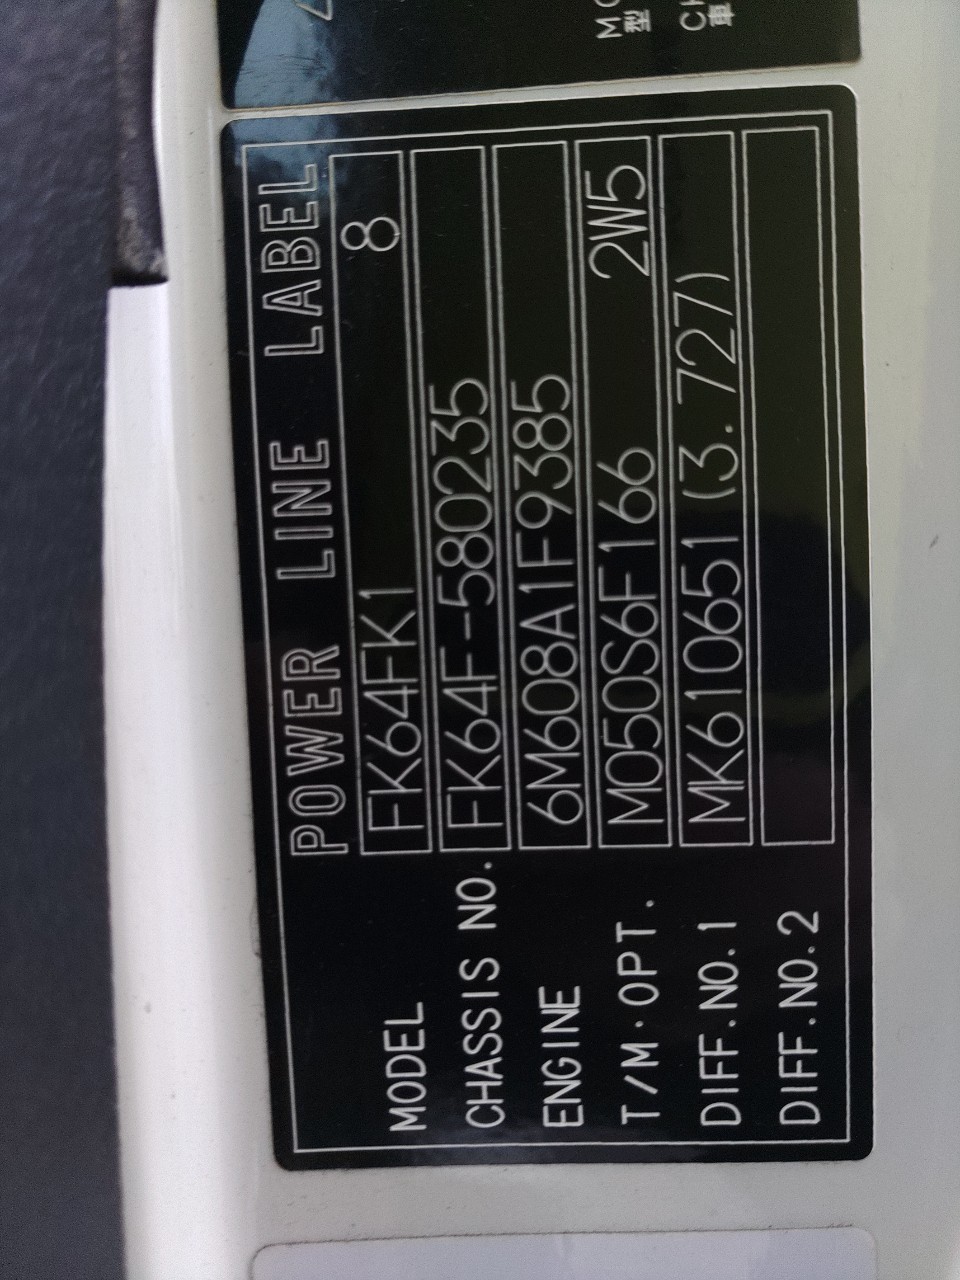 POWER LINE LABEL
MODEL FK64FK1 8
CHASSIS NO. FK64F-580235
ENGINE 6M608A1F9385
T/M·OPT. M050S6F166 2W5
DIFF.NO.1 MK610651(3.727)
DIFF.NO.2